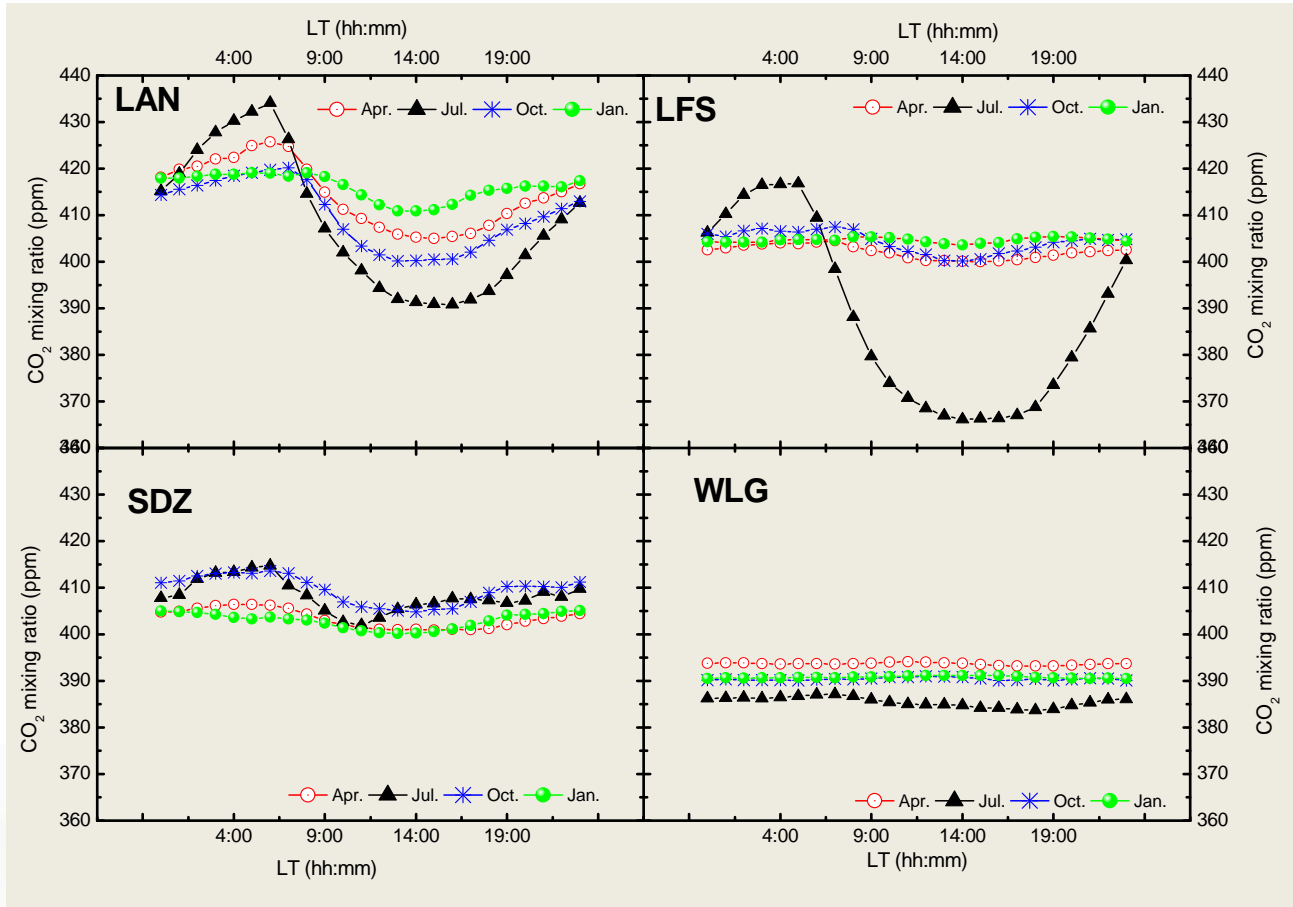 LT (hh:mm)
LT (hh:mm)
4:00 9:00 14:00 19:00
4:00 9:00 14:00 19:00
LAN
Apr. Jul. Oct. Jan.
440
430
420
410
400
390
380
370
360
CO2 mixing ratio (ppm)
LFS
Apr. Jul. Oct. Jan.
440
430
420
410
400
390
380
370
360
CO2 mixing ratio (ppm)
SDZ
430
420
410
400
390
380
370
360
CO2 mixing ratio (ppm)
Apr. Jul. Oct. Jan.
4:00 9:00 14:00 19:00
LT (hh:mm)
WLG
430
420
410
400
390
380
370
360
CO2 mixing ratio (ppm)
Apr. Jul. Oct. Jan.
4:00 9:00 14:00 19:00
LT (hh:mm)